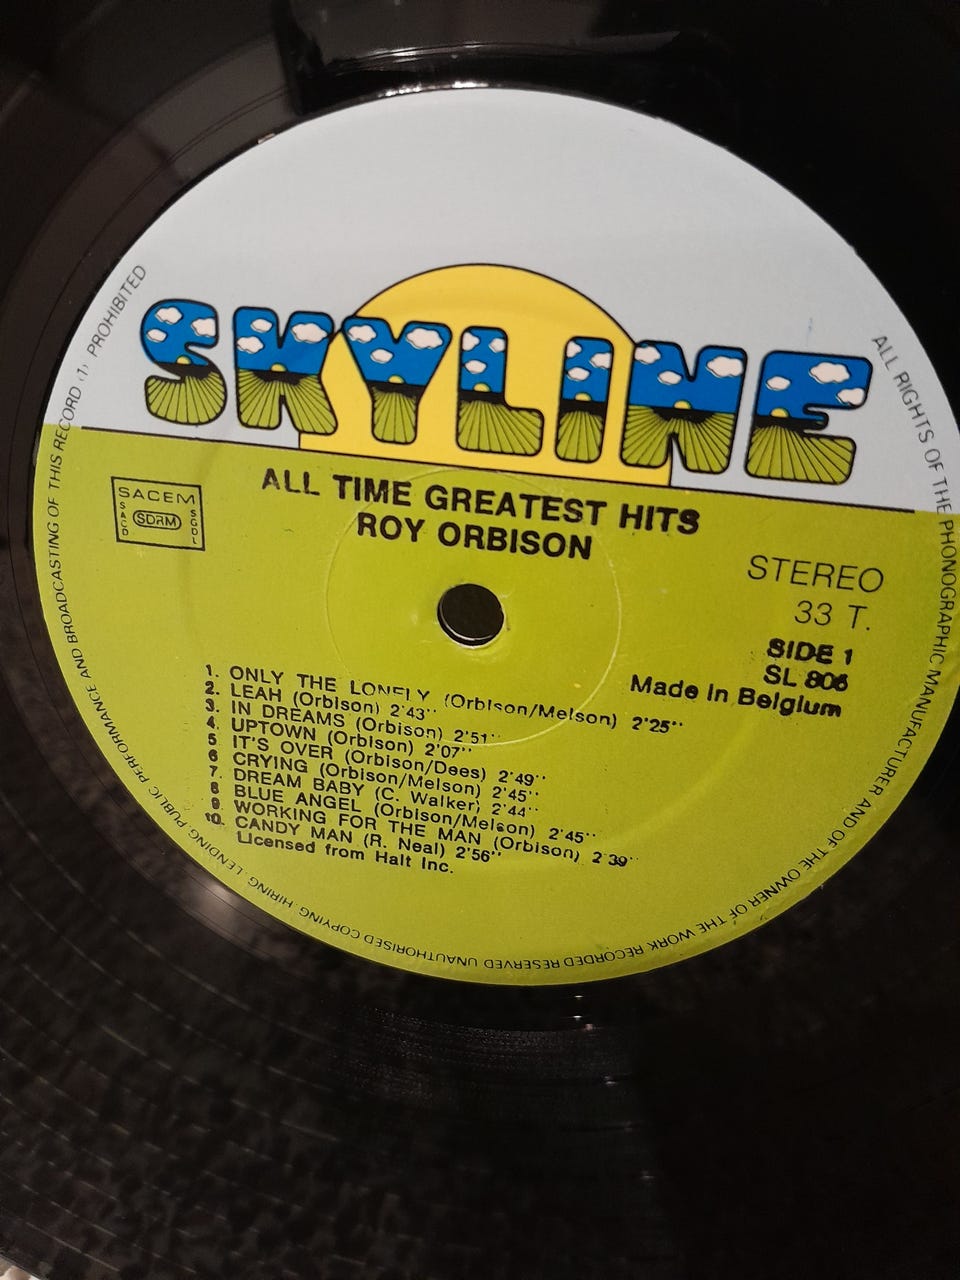 SKYLINE
ALL TIME GREATEST HITS
ROY ORBISON
SACEM
SACD
SDRM
SGDL
STEREO
33 T.
SIDE 1
SL 806
Made in Belgium
1. ONLY THE LONELY (Orbison/Melson) 2'25''
2. LEAH (Orbison) 2'43''
3. IN DREAMS (Orbison) 2'51''
4. UPTOWN (Orbison) 2'07''
5 IT'S OVER (Orbison/Dees) 2'49''
6 CRYING (Orbison/Melson) 2'45''
7. DREAM BABY (C. Walker) 2'44''
8 BLUE ANGEL (Orbison/Melson) 2'45''
9. WORKING FOR THE MAN (Orbison) 2'39''
10. CANDY MAN (R. Neal) 2'56''
Licensed from Halt Inc.
ALL RIGHTS OF THE PHONOGRAPHIC MANUFACTURER AND OF THE OWNER OF THE WORK RECORDED RESERVED UNAUTHORISED COPYING. HIRING. LENDING PUBLIC PERFORMANCE AND BROADCASTING OF THIS RECORD (1) PROHIBITED